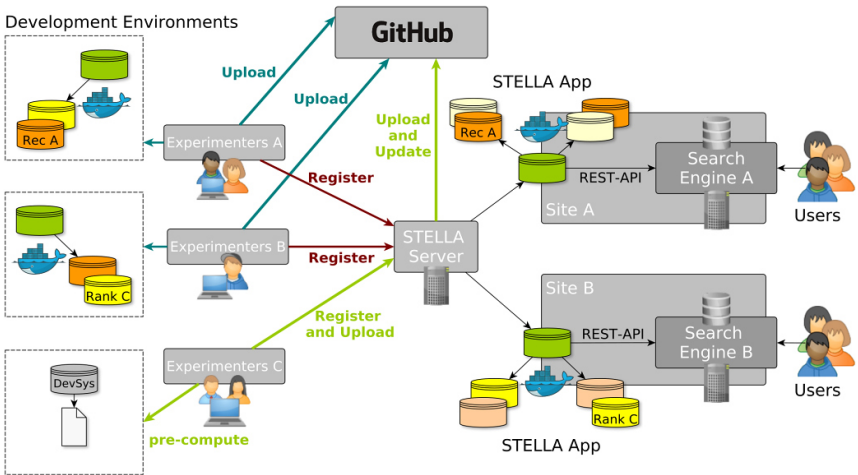 Development Environments
GitHub
Upload
Upload
Upload
and
Update
STELLA App
Rec A
Experimenters A
Rec A
Search
Engine A
REST-API
Register
Site A
Users
Rank C
Experimenters B
Register
STELLA
Server
Site B
Register
and Upload
REST-API
Search
Engine B
Experimenters C
DevSys
Users
Rank C
pre-compute
STELLA App